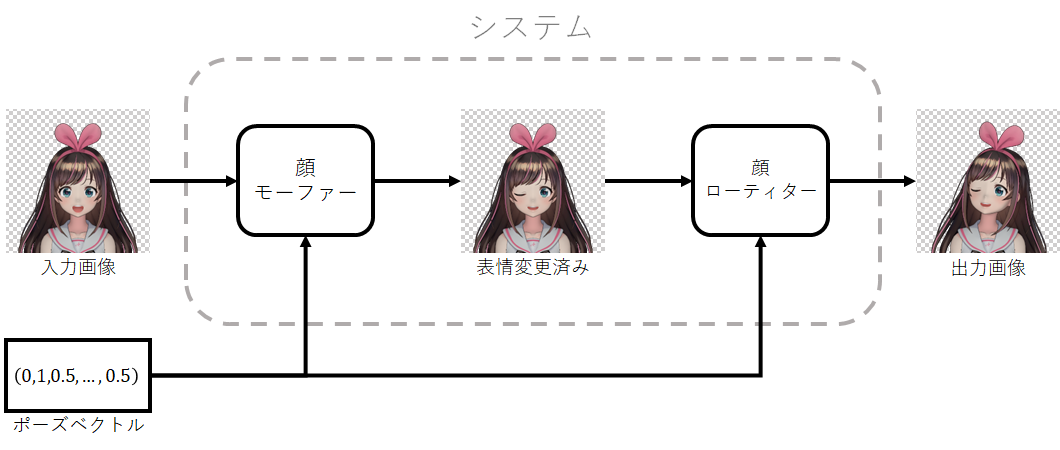 システム
顔
モーファー
顔
ローティター
入力画像
表情変更済み
出力画像
(0,1,0.5, … , 0.5)
ポーズベクトル